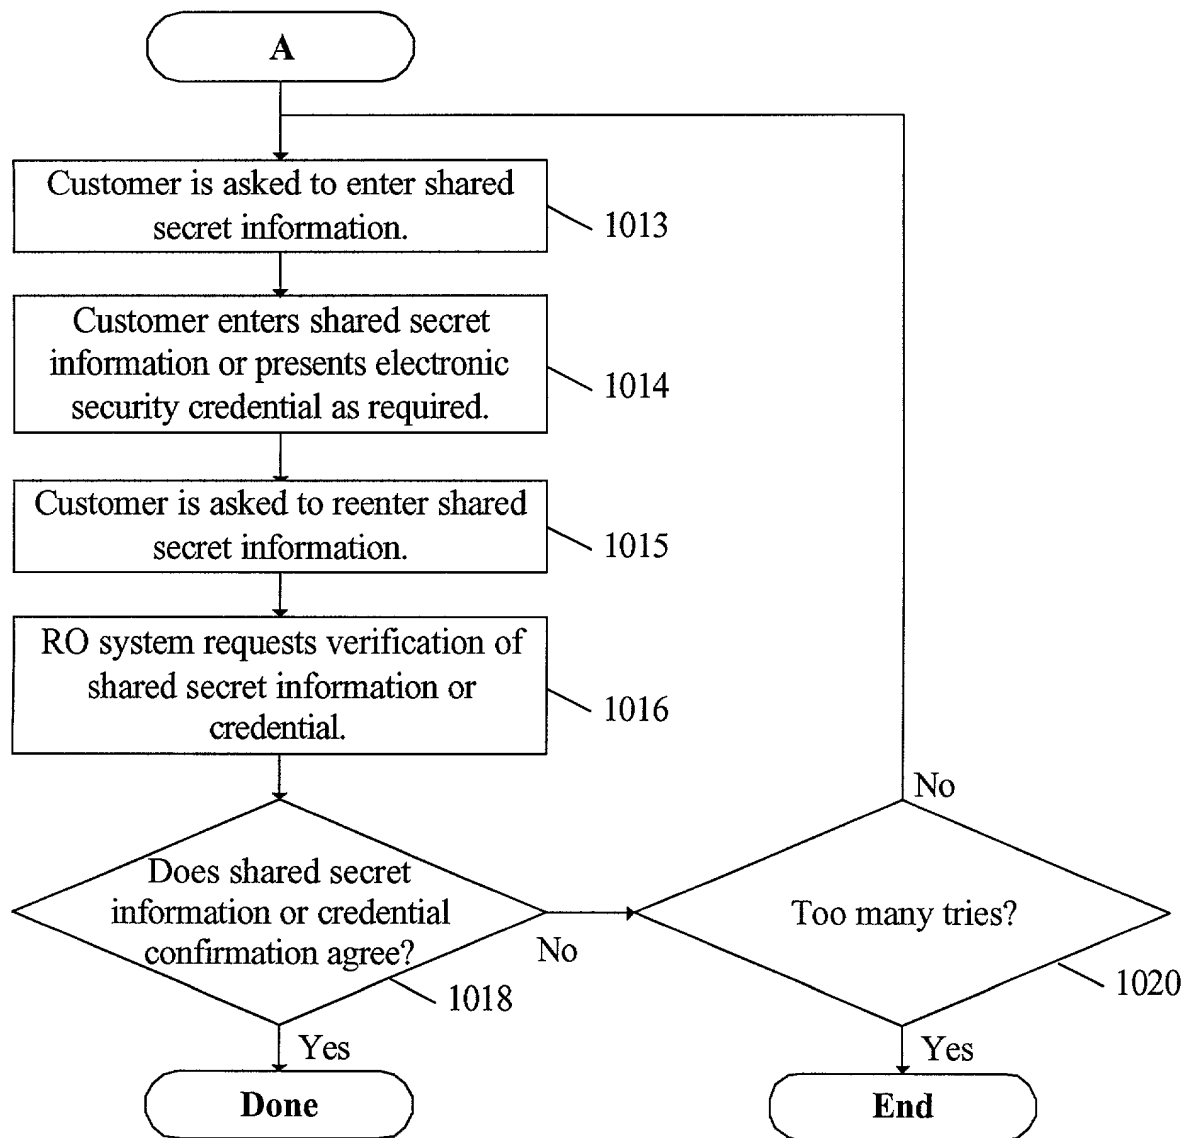 A
Customer is asked to enter shared
secret information.
1013
Customer enters shared secret
information or presents electronic
security credential as required.
1014
Customer is asked to reenter shared
secret information.
1015
RO system requests verification of
shared secret information or
credential.
1016
Does shared secret
information or credential
confirmation agree?
1018
No
Yes
Done
Too many tries?
1020
No
Yes
End